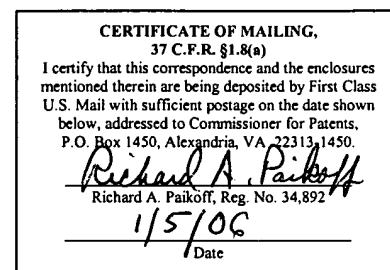 CERTIFICATE OF MAILING,
37 C.F.R. §1.8(a)
I certify that this correspondence and the enclosures
mentioned therein are being deposited by First Class
U.S. Mail with sufficient postage on the date shown
below, addressed to Commissioner for Patents,
P.O. Box 1450, Alexandria, VA 22313-1450.
Richard A. Paikoff
Richard A. Paikoff, Reg. No. 34,892
1/5/06
Date